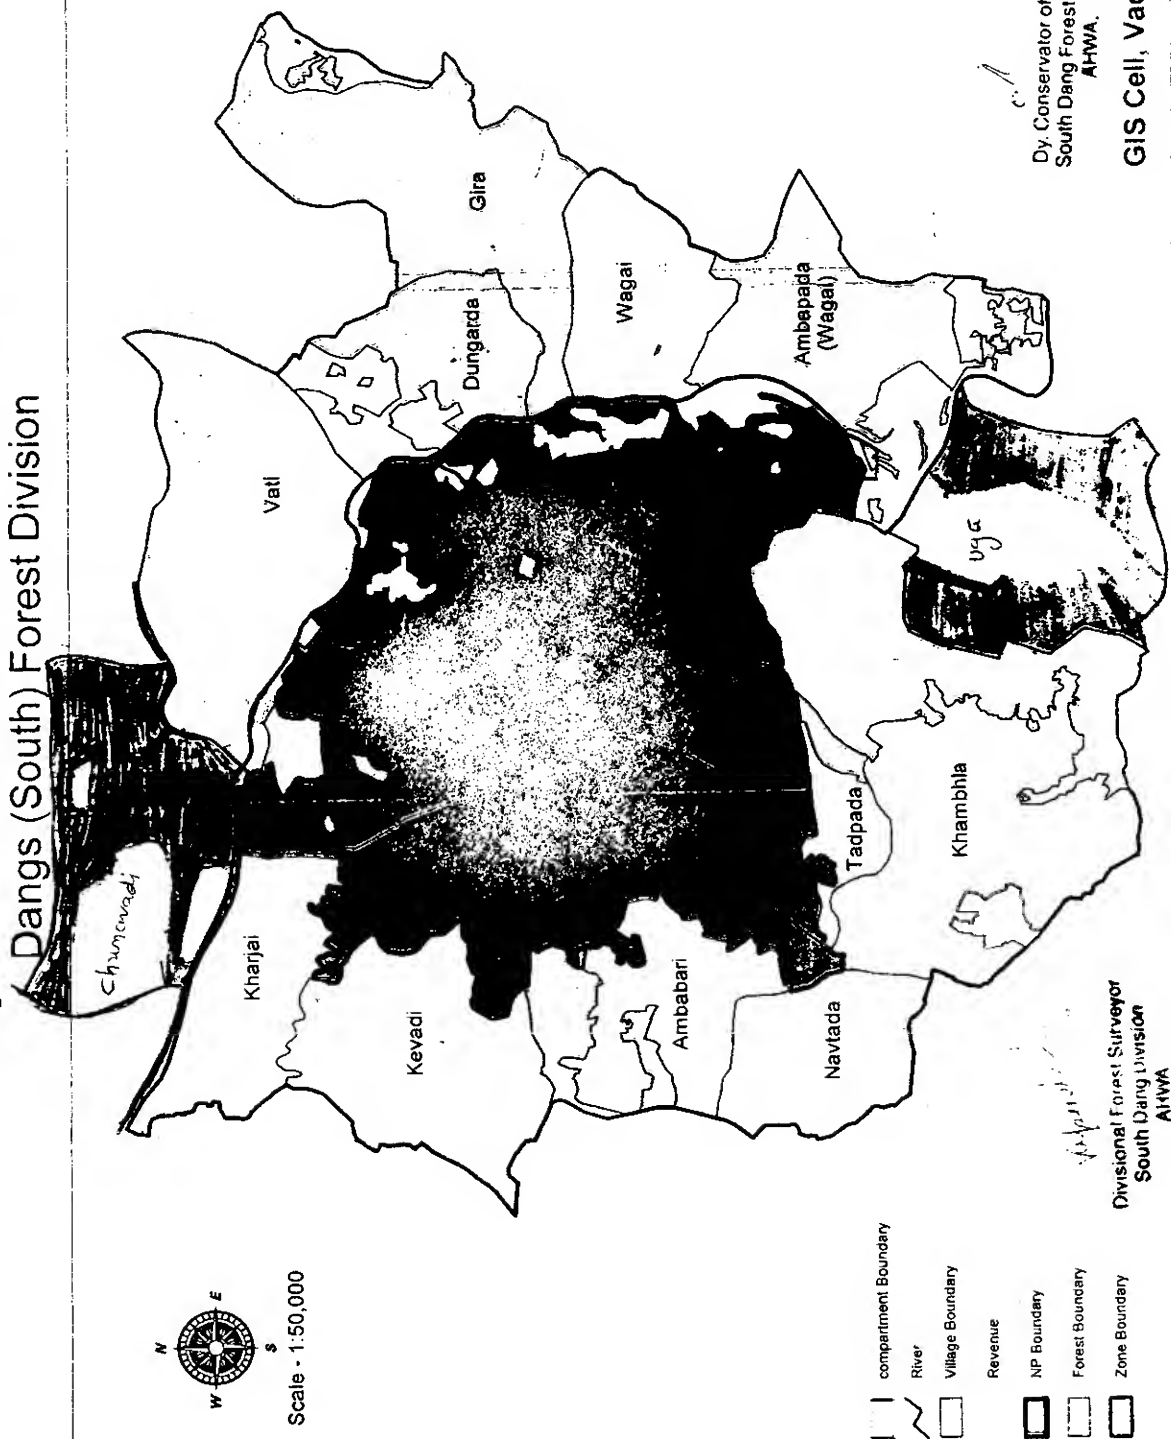 Dangs (South) Forest Division
N
W
E
S
Scale - 1:50,000
Chunawadi
Vati
Kharjai
Gira
Dungarda
Kevadi
Wagai
Ambabari
Ambapada
(Wagai)
Navtada
Tadpada
Khambhla
Uga
compartment Boundary
River
Village Boundary
Revenue
NP Boundary
Forest Boundary
Zone Boundary
Divisional Forest Surveyor
South Dang Division
AHWA
Dy. Conservator of
South Dang Forest
AHWA.
GIS Cell,